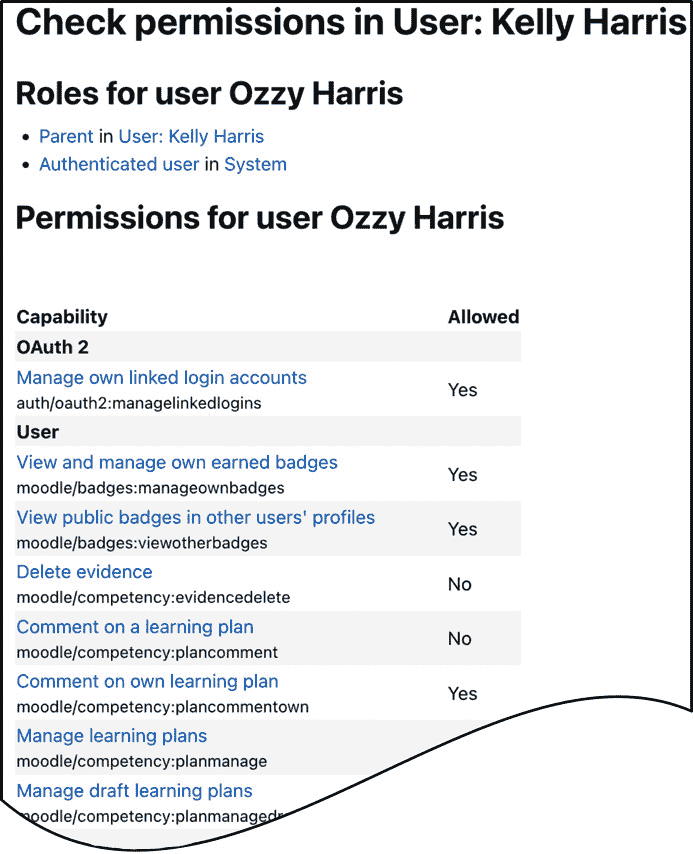 Check permissions in User: Kelly Harris
Roles for user Ozzy Harris
Parent in User: Kelly Harris
Authenticated user in System
Permissions for user Ozzy Harris
Capability Allowed
OAuth 2
Manage own linked login accounts
auth/oauth2:managelinkedlogins
Yes
User
View and manage own earned badges
moodle/badges:manageownbadges
Yes
View public badges in other users' profiles
moodle/badges:viewotherbadges
Yes
Delete evidence
moodle/competency:evidencedelete
No
Comment on a learning plan
moodle/competency:plancomment
No
Comment on own learning plan
moodle/competency:plancommentown
Yes
Manage learning plans
moodle/competency:planmanage
Manage draft learning plans